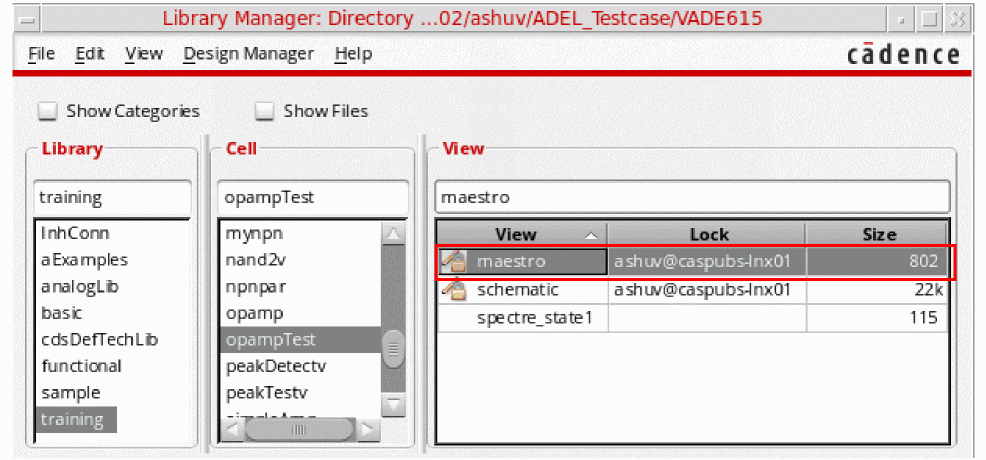 Library Manager: Directory ...02/ashuv/ADEL_Testcase/VADE615
File Edit View Design Manager Help
cādence
Show Categories Show Files
Library
training
InhConn
aExamples
analogLib
basic
cdsDefTechLib
functional
sample
training
Cell
opampTest
mynpn
nand2v
npnpar
opamp
opampTest
peakDetectv
peakTestv
View
maestro
View Lock Size
maestro ashuv@caspubs-lnx01 802
schematic ashuv@caspubs-lnx01 22k
spectre_state1 115